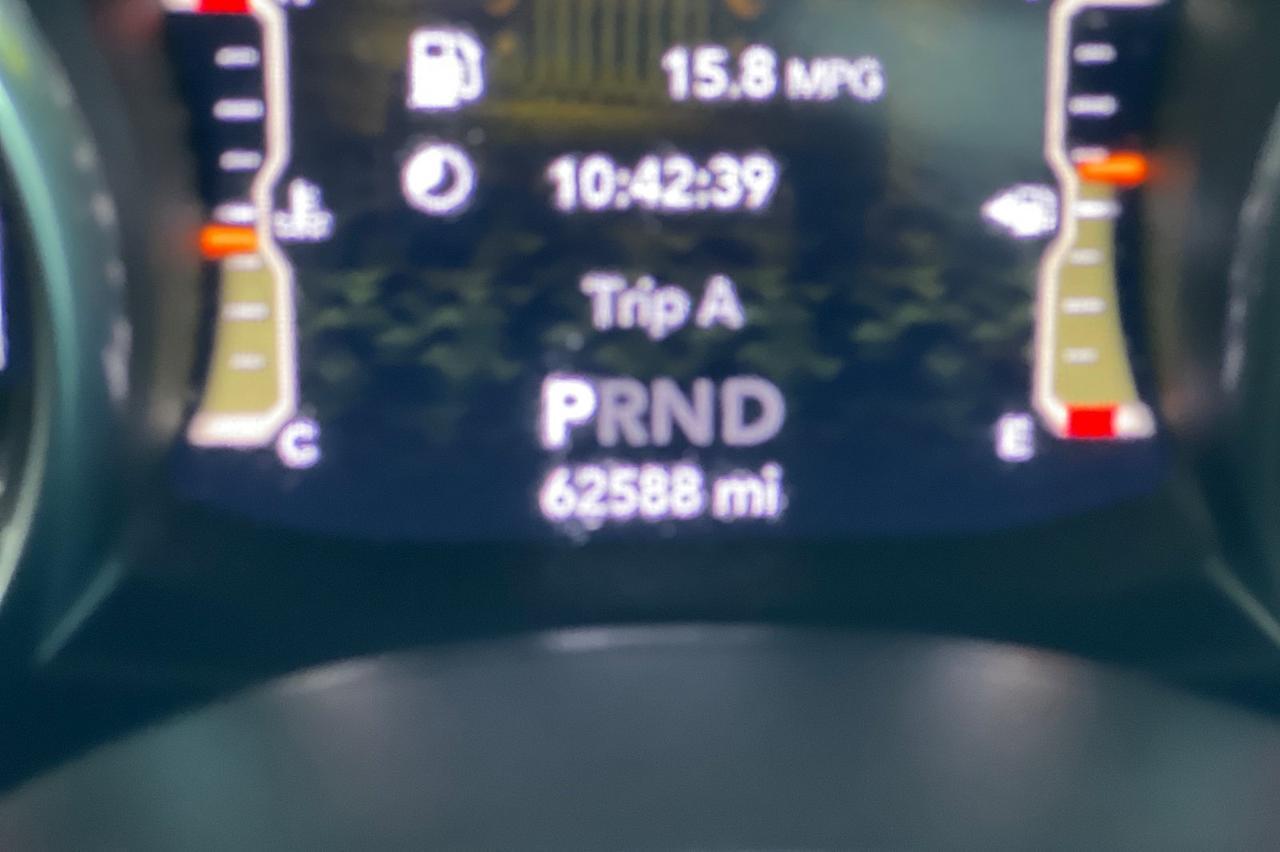 15.8 MPG
10:42:39
Trip A
PRND
C
E
62588 mi